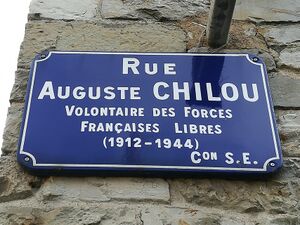 RUE
AUGUSTE CHILOU
VOLONTAIRE DES FORCES
FRANÇAISES LIBRES
(1912-1944)
CON S.E.